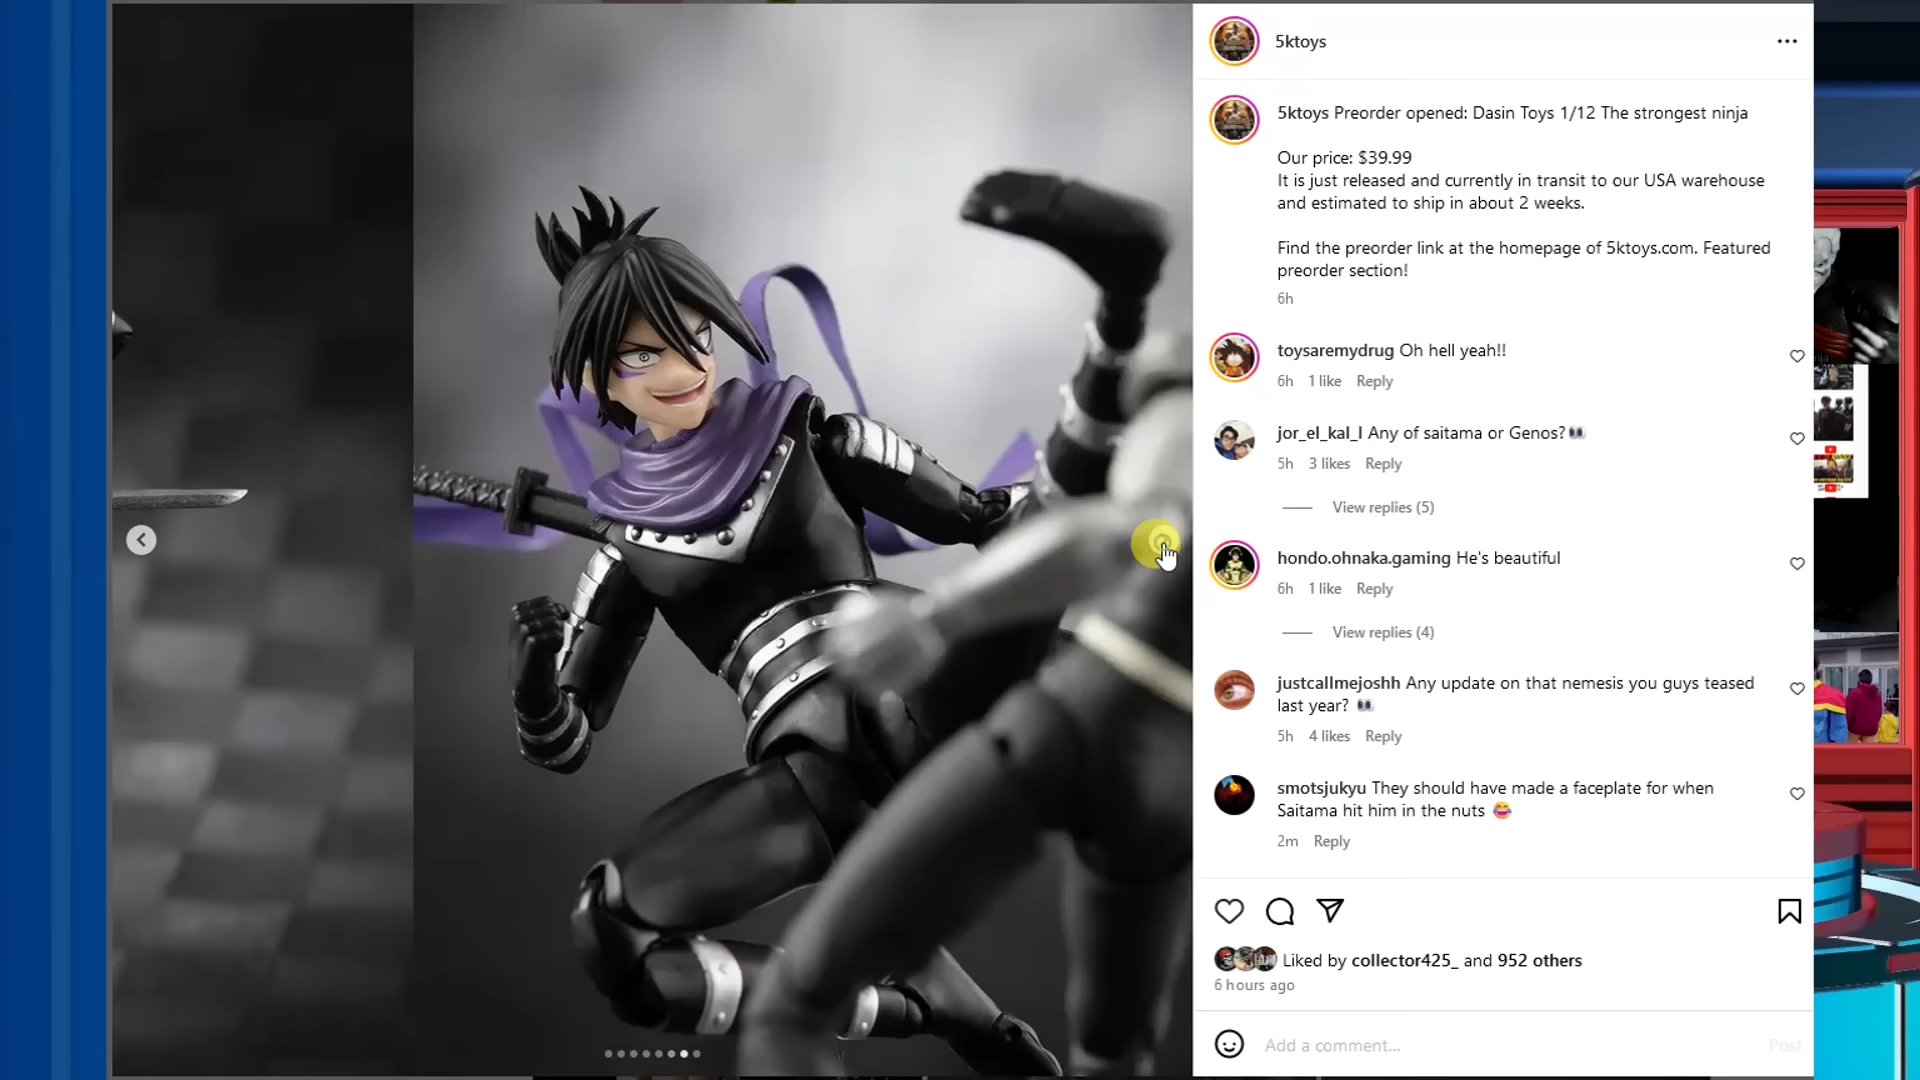 5ktoys
5ktoys Preorder opened: Dasin Toys 1/12 The strongest ninja
Our price: $39.99
It is just released and currently in transit to our USA warehouse
and estimated to ship in about 2 weeks.
Find the preorder link at the homepage of 5ktoys.com. Featured
preorder section!
6h
toysaremydrug Oh hell yeah!!
6h 1 like Reply
jor_el_kal_l Any of saitama or Genos?👀
5h 3 likes Reply
View replies (5)
hondo.ohnaka.gaming He's beautiful
6h 1 like Reply
View replies (4)
justcallmejoshh Any update on that nemesis you guys teased
last year? 👀
5h 4 likes Reply
smotsjukyu They should have made a faceplate for when
Saitama hit him in the nuts 😂
2m Reply
Liked by collector425_ and 952 others
6 hours ago
Add a comment...
Post